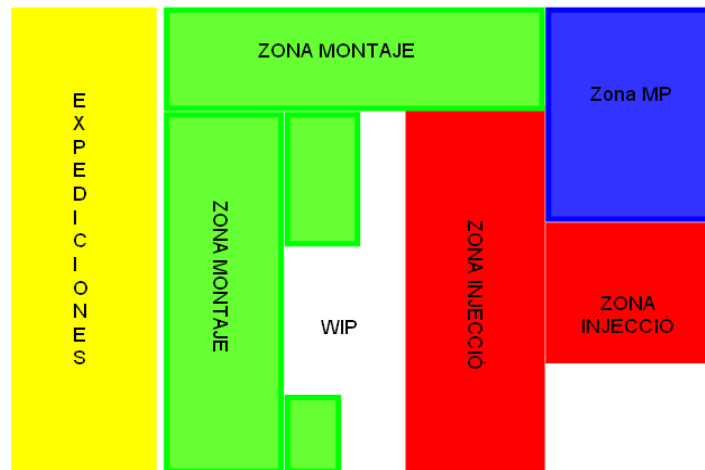 EXPEDICIONES
ZONA MONTAJE
Zona MP
ZONA MONTAJE
WIP
ZONA INJECCIÓ
ZONA
INJECCIÓ